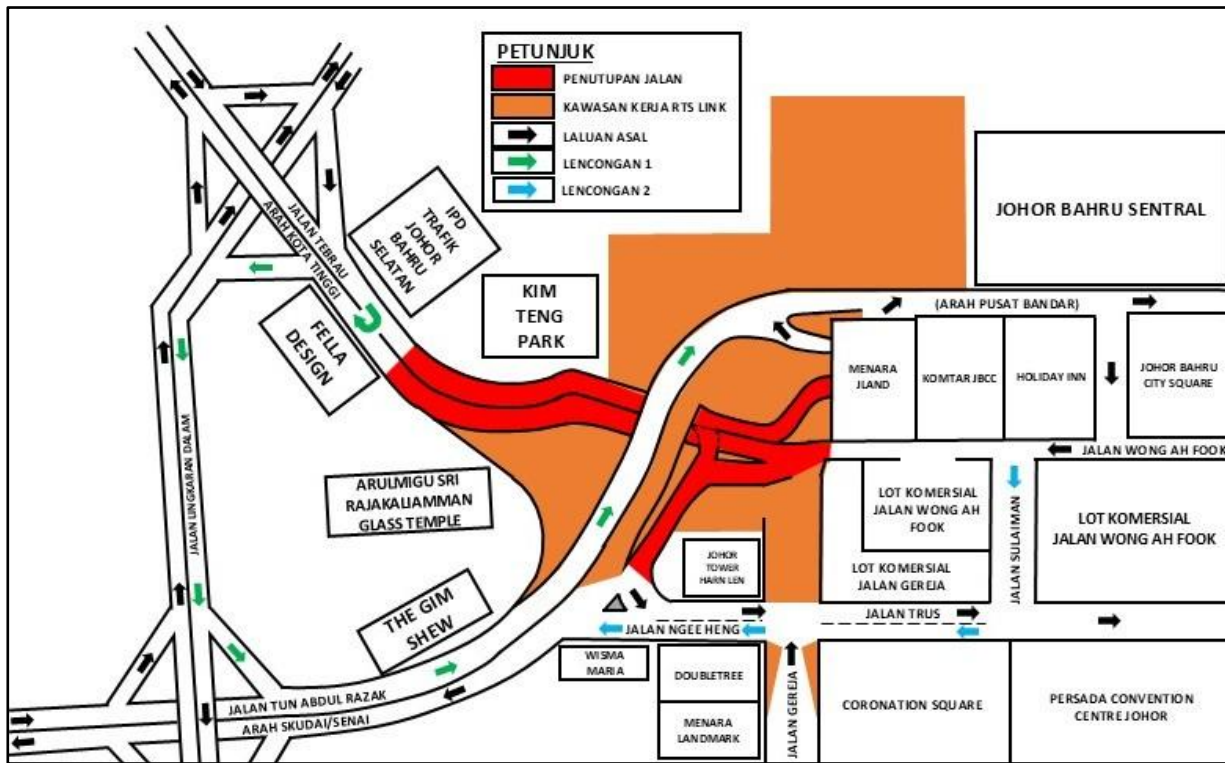 PETUNJUK
PENUTUPAN JALAN
KAWASAN KERJA RTS LINK
LALUAN ASAL
LENCONGAN 1
LENCONGAN 2
JOHOR BAHRU SENTRAL
JALAN TEBRAU
ARAH KOTA TINGGI
IPD
TRAFIK
JOHOR
BAHRU
SELATAN
KIM
TENG
PARK
FELLA
DESIGN
(ARAH PUSAT BANDAR)
MENARA
JLAND
KOMTAR JBCC
HOLIDAY INN
JOHOR BAHRU
CITY SQUARE
JALAN WONG AH FOOK
JALAN LINGKARAN DALAM
ARULMIGU SRI
RAJAKALIAMMAN
GLASS TEMPLE
LOT KOMERSIAL
JALAN WONG AH
FOOK
LOT KOMERSIAL
JALAN WONG AH FOOK
JALAN SULAIMAN
JOHOR
TOWER
HARN LEN
LOT KOMERSIAL
JALAN GEREJA
THE GIM
SHEW
JALAN TRUS
JALAN NGEE HENG
WISMA
MARIA
DOUBLETREE
MENARA
LANDMARK
JALAN GEREJA
CORONATION SQUARE
PERSADA CONVENTION
CENTRE JOHOR
JALAN TUN ABDUL RAZAK
ARAH SKUDAI/SENAI